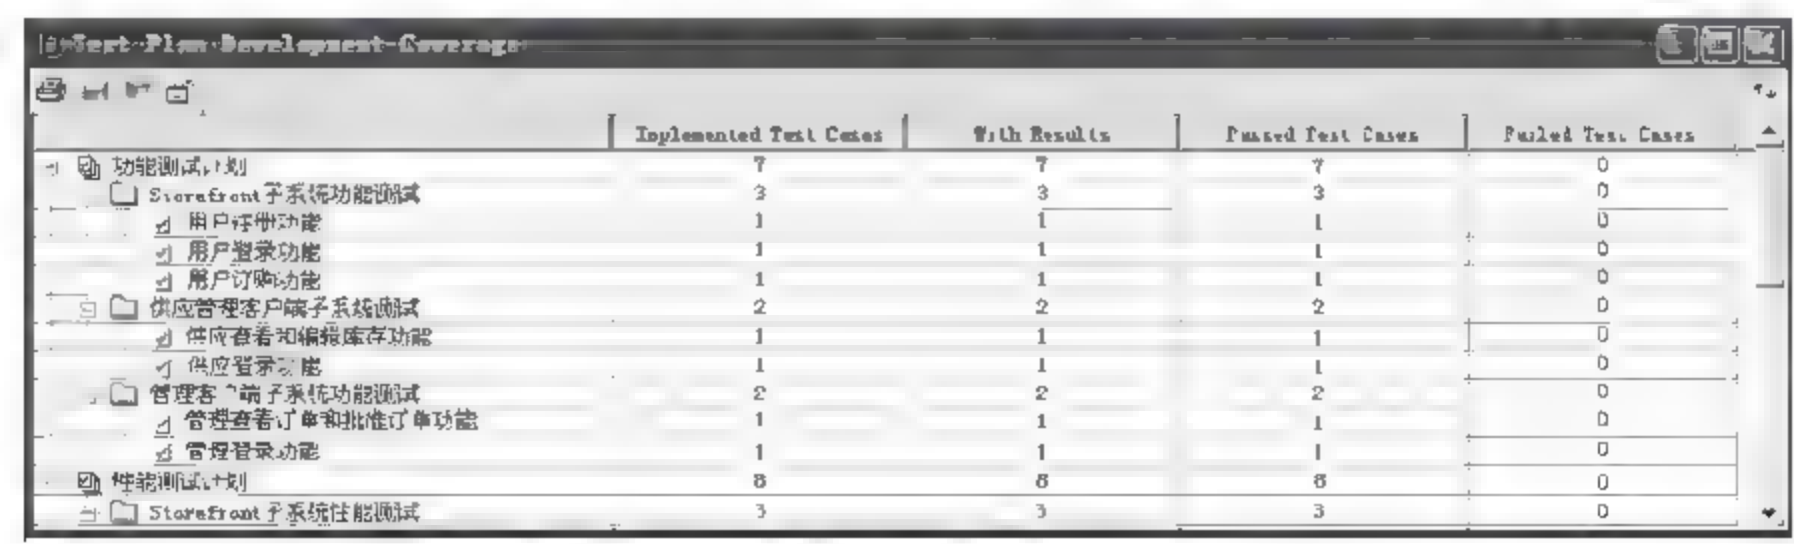 Test Plan Development Coverage
Implemented Test Cases With Results Passed Test Cases Failed Test Cases
功能测试计划 7 7 7 0
Storefront子系统功能测试 3 3 3 0
用户注册功能 1 1 1 0
用户登录功能 1 1 1 0
用户订购功能 1 1 1 0
供应管理客户端子系统测试 2 2 2 0
供应查看和编辑库存功能 1 1 1 0
供应登录功能 1 1 1 0
管理客户端子系统功能测试 2 2 2 0
管理查看订单和批准订单功能 1 1 1 0
管理登录功能 1 1 1 0
性能测试计划 8 8 8 0
Storefront子系统性能测试 3 3 3 0